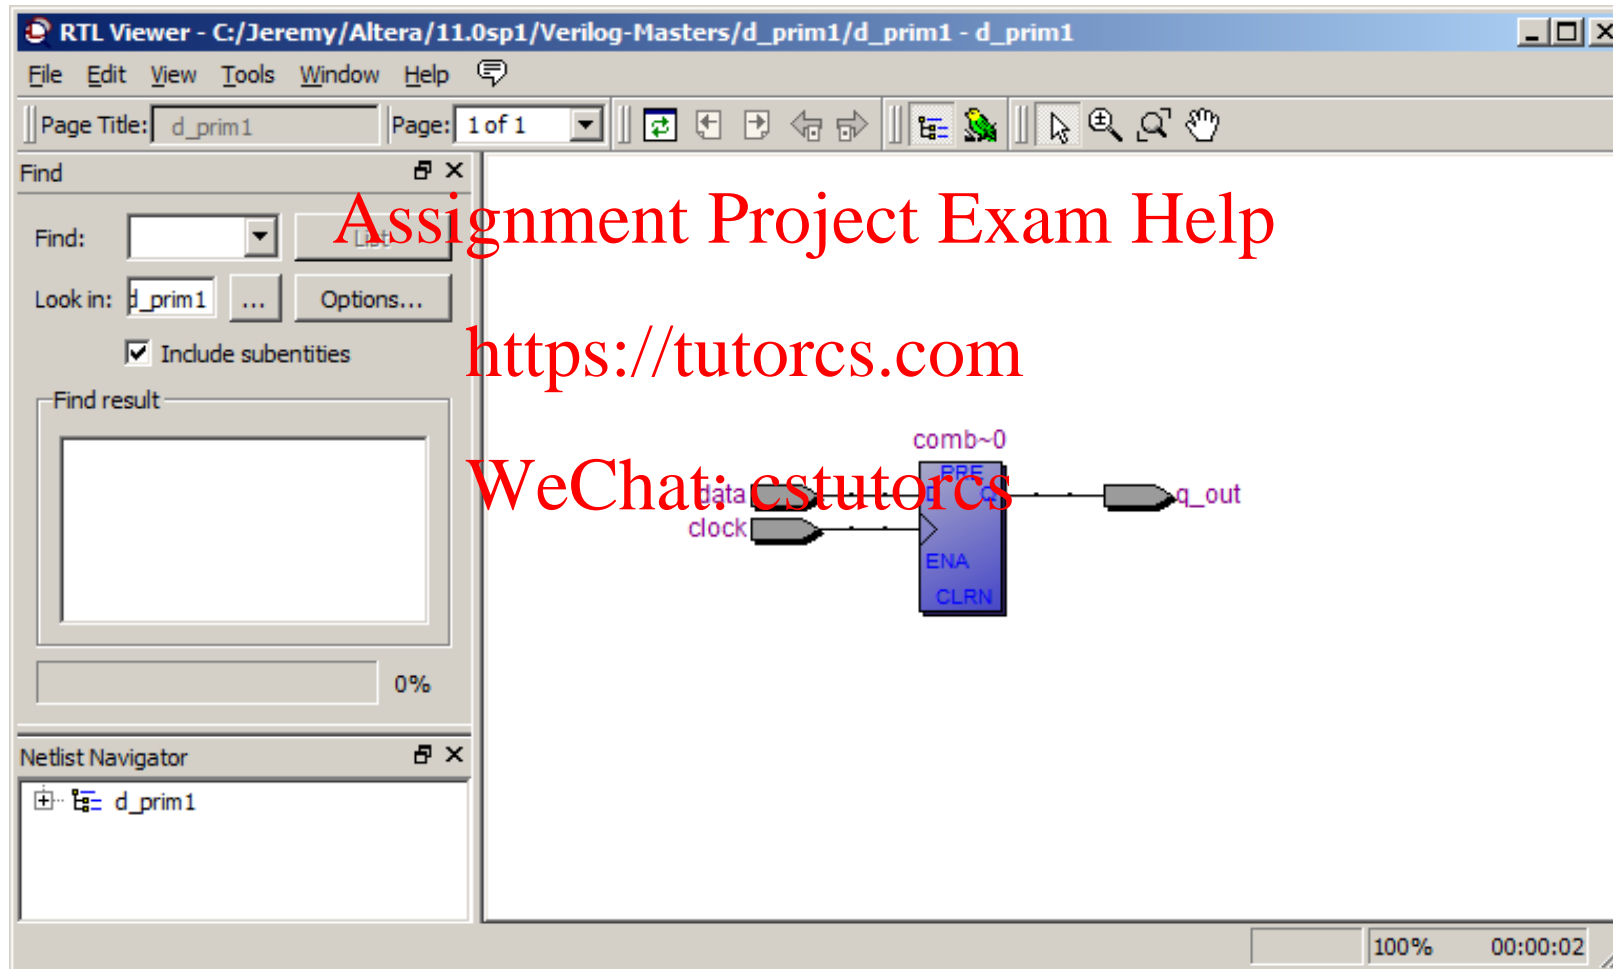 RTL Viewer - C:/Jeremy/Altera/11.0sp1/Verilog-Masters/d_prim1/d_prim1 - d_prim1
File Edit View Tools Window Help
Page Title: d_prim1 Page: 1 of 1
Find
Assignment Project Exam Help
Find: List
Look in: d_prim1 ... Options...
Include subentities
https://tutorcs.com
Find result
comb~0
WeChat: cstutorcs
PRE
data D Q q_out
clock
ENA
CLRN
0%
Netlist Navigator
d_prim1
100% 00:00:02